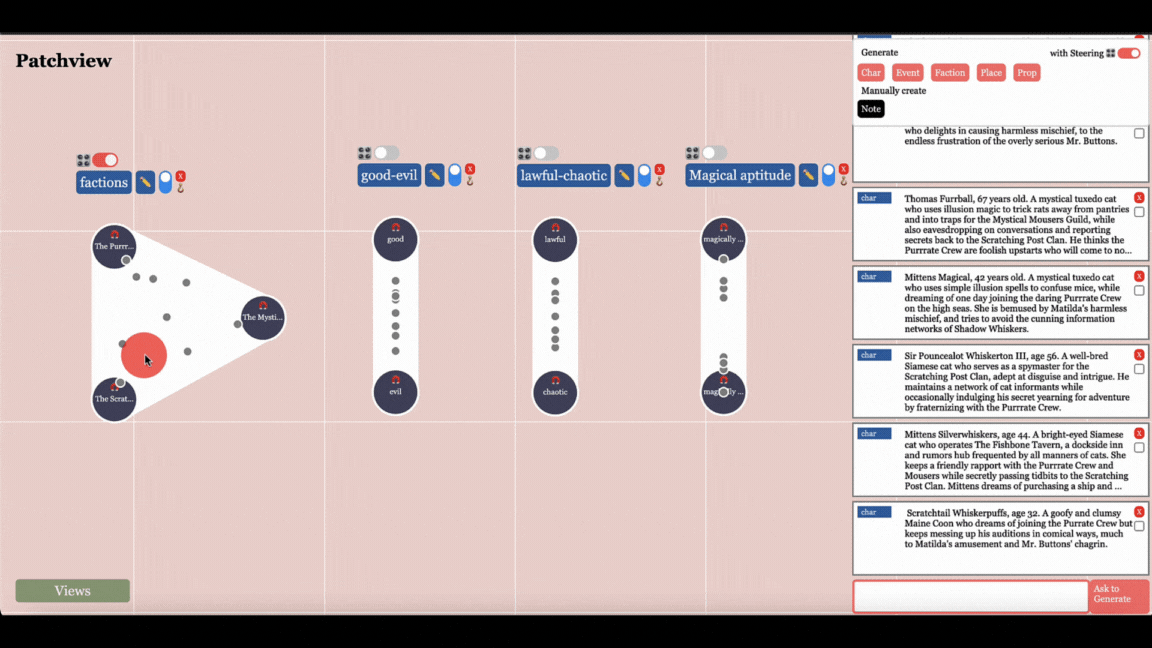 Patchview
factions
good-evil
lawful-chaotic
Magical aptitude
The Purrr...
The Mysti...
The Scrat...
good
evil
lawful
chaotic
magically ...
Views
Generate
with Steering
Char
Event
Faction
Place
Prop
Manually create
Note
who delights in causing harmless mischief, to the
endless frustration of the overly serious Mr. Buttons.
char
Thomas Furrball, 67 years old. A mystical tuxedo cat
who uses illusion magic to trick rats away from pantries
and into traps for the Mystical Mousers Guild, while
also eavesdropping on conversations and reporting
secrets back to the Scratching Post Clan. He thinks the
Purrrate Crew are foolish upstarts who will come to no...
X
char
Mittens Magical, 42 years old. A mystical tuxedo cat
who uses simple illusion spells to confuse mice, while
dreaming of one day joining the daring Purrrate Crew
on the high seas. She is bemused by Matilda's harmless
mischief, and tries to avoid the cunning information
networks of Shadow Whiskers.
X
char
Sir Pouncealot Whiskerton III, age 56. A well-bred
Siamese cat who serves as a spymaster for the
Scratching Post Clan, adept at disguise and intrigue. He
maintains a network of cat informants while
occasionally indulging his secret yearning for adventure
by fraternizing with the Purrrate Crew.
X
char
Mittens Silverwhiskers, age 44. A bright-eyed Siamese
cat who operates The Fishbone Tavern, a dockside inn
and rumors hub frequented by all manners of cats. She
keeps a friendly rapport with the Purrrate Crew and
Mousers while secretly passing tidbits to the Scratching
Post Clan. Mittens dreams of purchasing a ship and ...
X
char
Scratchtail Whiskerpuffs, age 32. A goofy and clumsy
Maine Coon who dreams of joining the Purrate Crew but
keeps messing up his auditions in comical ways, much
to Matilda's amusement and Mr. Buttons' chagrin.
X
Ask to
Generate